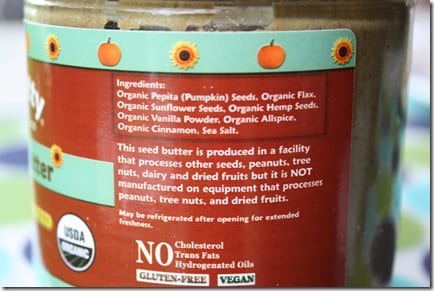 ty
tter
Ingredients:
Organic Pepita (Pumpkin) Seeds, Organic Flax,
Organic Sunflower Seeds, Organic Hemp Seeds,
Organic Vanilla Powder, Organic Allspice,
Organic Cinnamon, Sea Salt.
This seed butter is produced in a facility
that processes other seeds, peanuts, tree
nuts, dairy and dried fruits but it is NOT
manufactured on equipment that processes
peanuts, tree nuts, and dried fruits.
May be refrigerated after opening for extended
freshness.
USDA
ORGANIC
NO Cholesterol
Trans Fats
Hydrogenated Oils
GLUTEN-FREE VEGAN